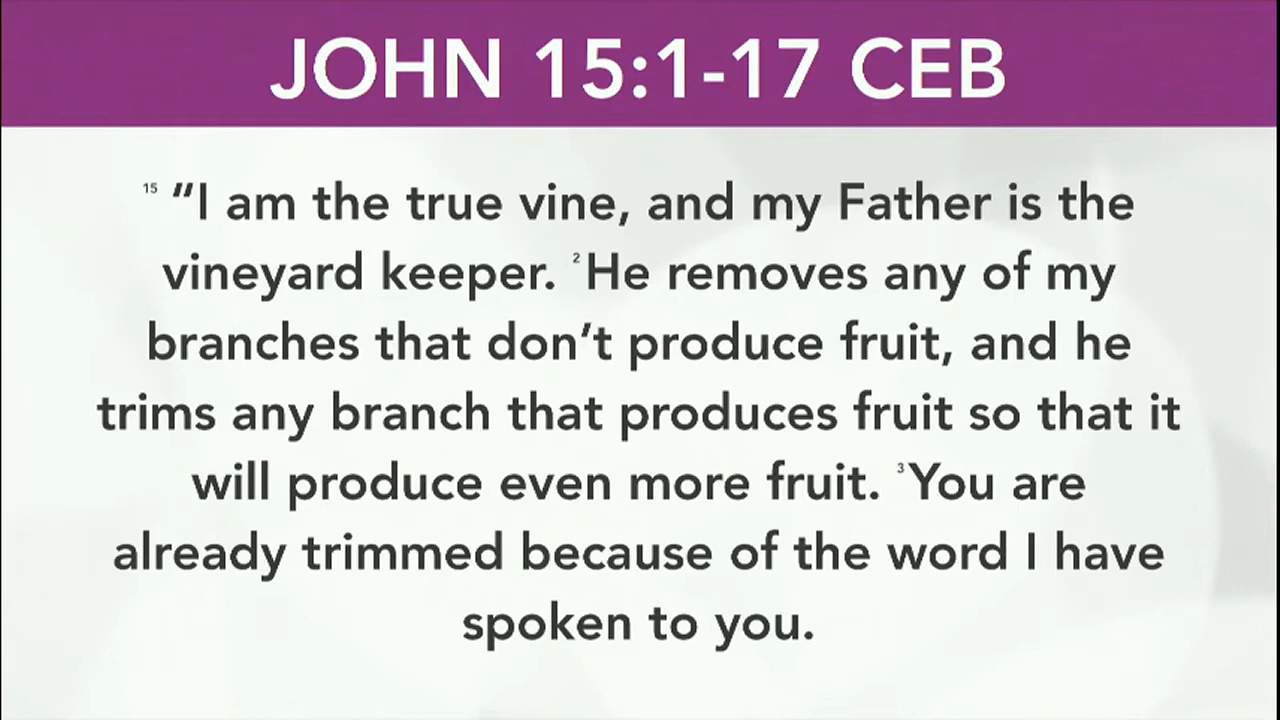 JOHN 15:1-17 CEB
15 “I am the true vine, and my Father is the
vineyard keeper. 2 He removes any of my
branches that don’t produce fruit, and he
trims any branch that produces fruit so that it
will produce even more fruit. 3 You are
already trimmed because of the word I have
spoken to you.